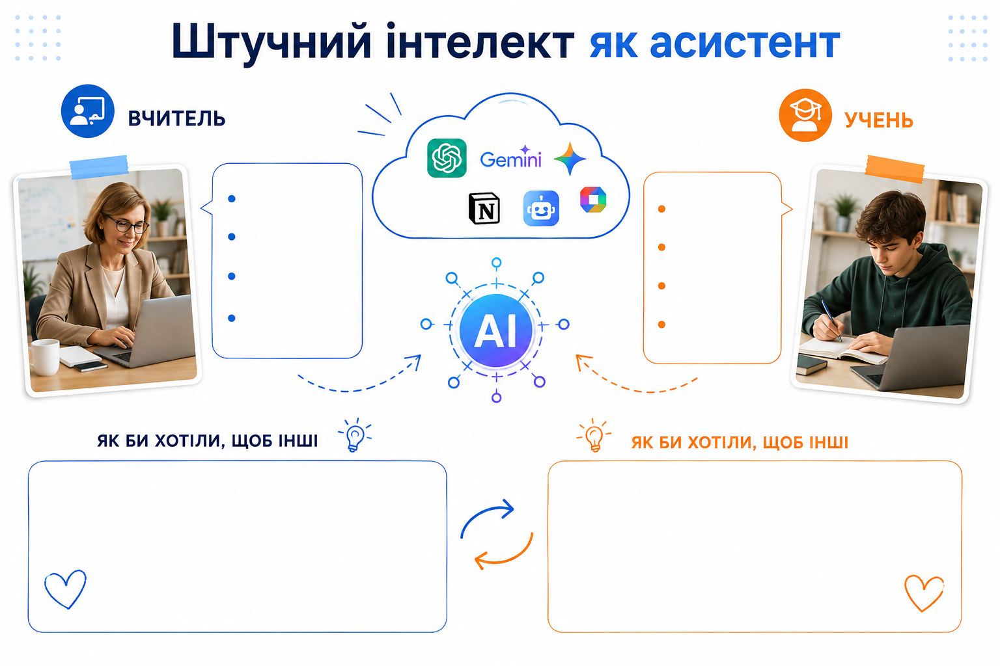 Штучний інтелект як асистент
ВЧИТЕЛЬ
УЧЕНЬ
Gemini
N
AI
ЯК БИ ХОТІЛИ, ЩОБ ІНШІ
ЯК БИ ХОТІЛИ, ЩОБ ІНШІ